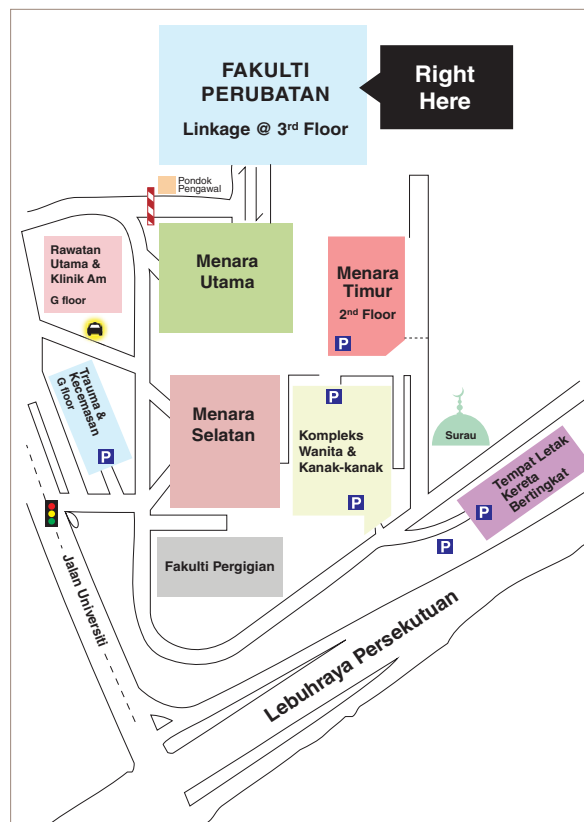 FAKULTI
PERUBATAN
Linkage @ 3rd Floor
Right
Here
Pondok
Pengawal
Rawatan
Utama &
Klinik Am
G floor
Menara
Utama
Menara
Timur
2nd Floor
P
Trauma &
Kecemasan
G floor
P
Menara
Selatan
P
Kompleks
Wanita &
Kanak-kanak
P
Surau
Tempat Letak
Kereta
Bertingkat
P
P
Fakulti Pergigian
Jalan Universiti
Lebuhraya Persekutuan